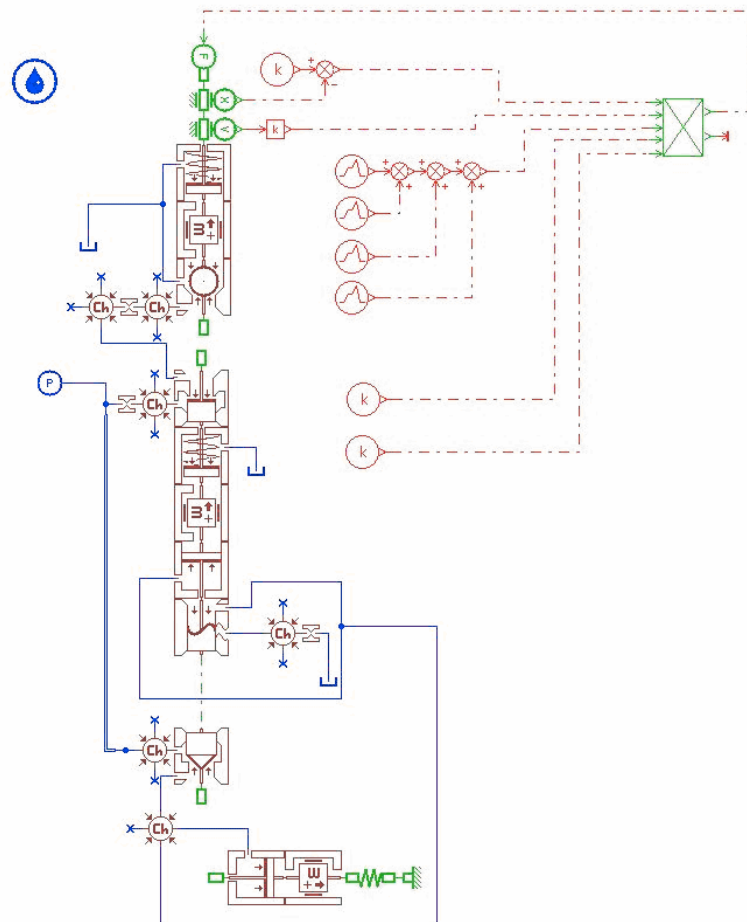 F
k + −
x
V k
+ + +
+ + +
m +
Ch Ch
P
Ch k
k
m +
Ch
Ch
Ch
m +